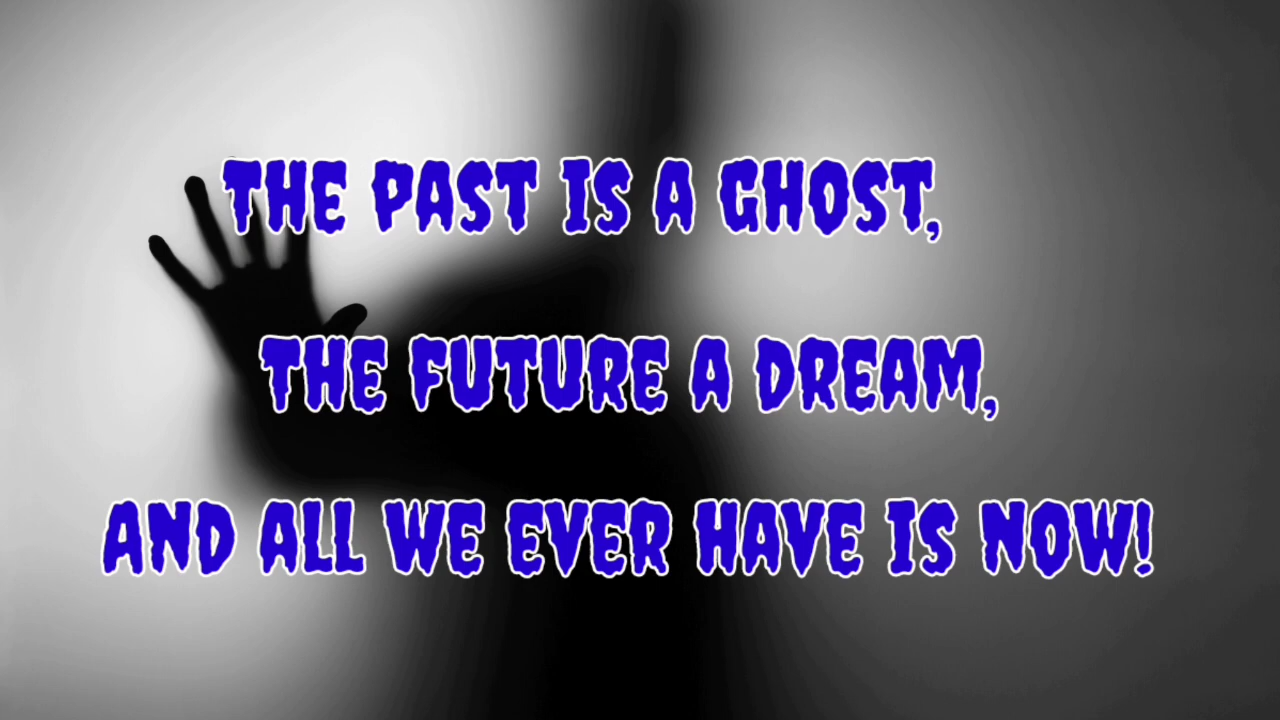 THE PAST IS A GHOST,
THE FUTURE A DREAM,
AND ALL WE EVER HAVE IS NOW!